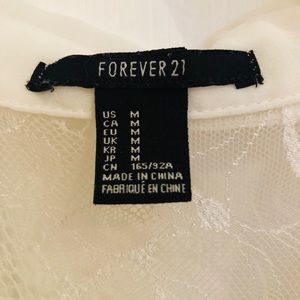 FOREVER 21
US M
CA M
EU M
UK M
KR M
JP M
CN 165/92A
MADE IN CHINA
FABRIQUÉ EN CHINE